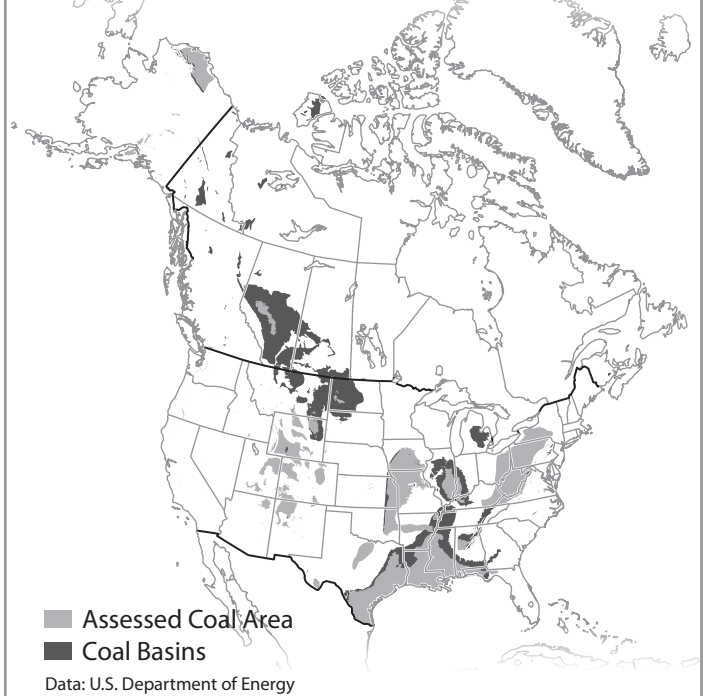 Assessed Coal Area
Coal Basins
Data: U.S. Department of Energy